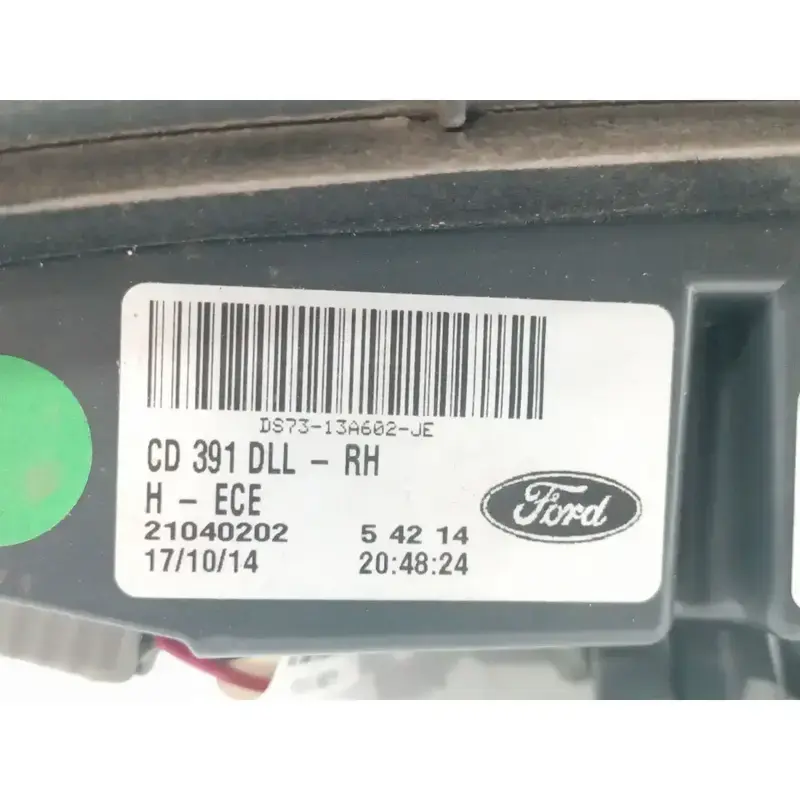 DS73-13A602-JE
CD 391 DLL - RH
H - ECE
Ford
21040202 5 42 14
17/10/14 20:48:24